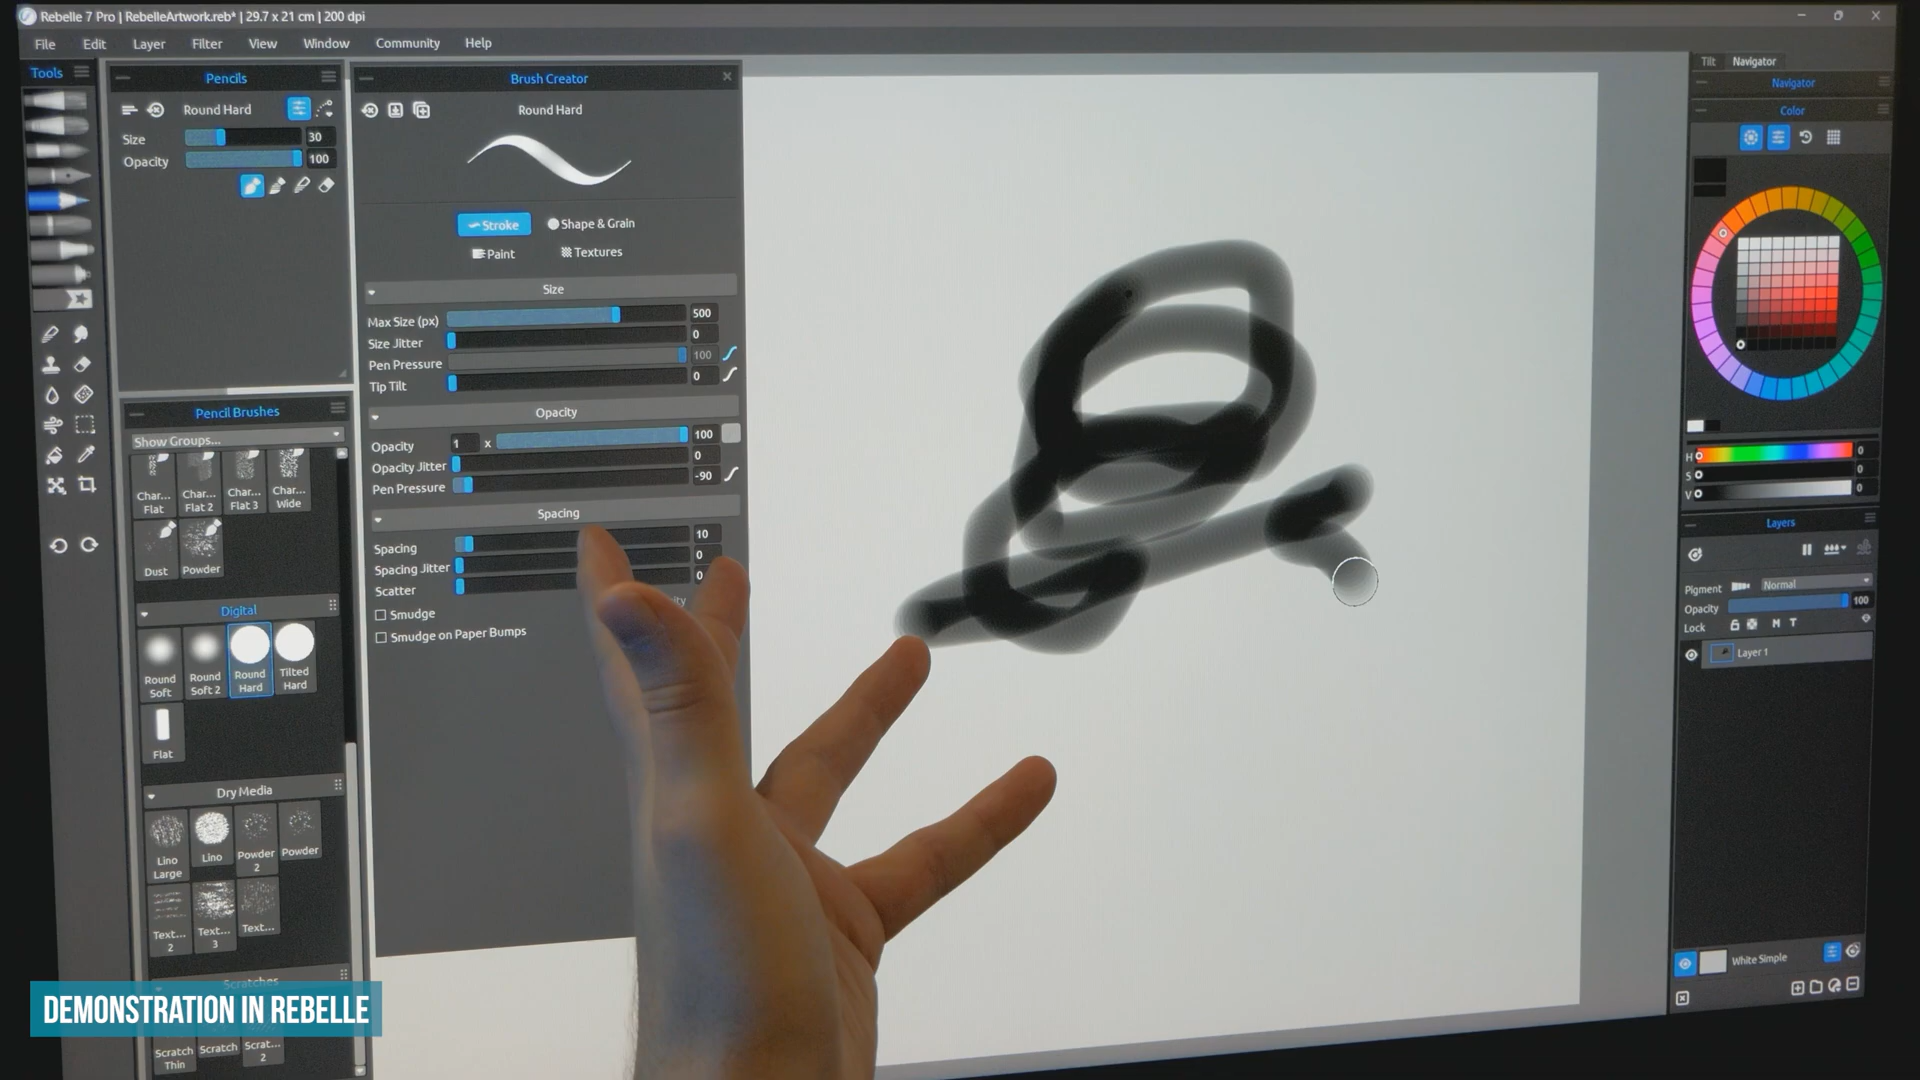 Rebelle 7 Pro | RebelleArtwork.reb* | 29.7 x 21 cm | 200 dpi
File Edit Layer Filter View Window Community Help
Tools
Pencils
Round Hard
Size 30
Opacity 100
Brush Creator
Round Hard
Stroke
Shape & Grain
Paint
Textures
Size
Max Size (px) 500
Size Jitter 0
Pen Pressure 100
Tip Tilt 0
Opacity
Opacity 1 x 100
Opacity Jitter 0
Pen Pressure -90
Spacing
Spacing 10
Spacing Jitter 0
Scatter 0
Smudge
Smudge on Paper Bumps
Pencil Brushes
Show Groups...
Char... Flat
Char... Flat 2
Char... Flat 3
Char... Wide
Dust
Powder
Digital
Round Soft
Round Soft 2
Round Hard
Tilted Hard
Flat
Dry Media
Lino Large
Lino
Powder 2
Powder
Text... 2
Text... 3
Text...
Scratches
Scratch Thin
Scratch
Scrat... 2
Tilt Navigator
Navigator
Color
H 0
S 0
V 0
Layers
Pigment Normal
Opacity 100
Lock M T
Layer 1
White Simple
DEMONSTRATION IN REBELLE